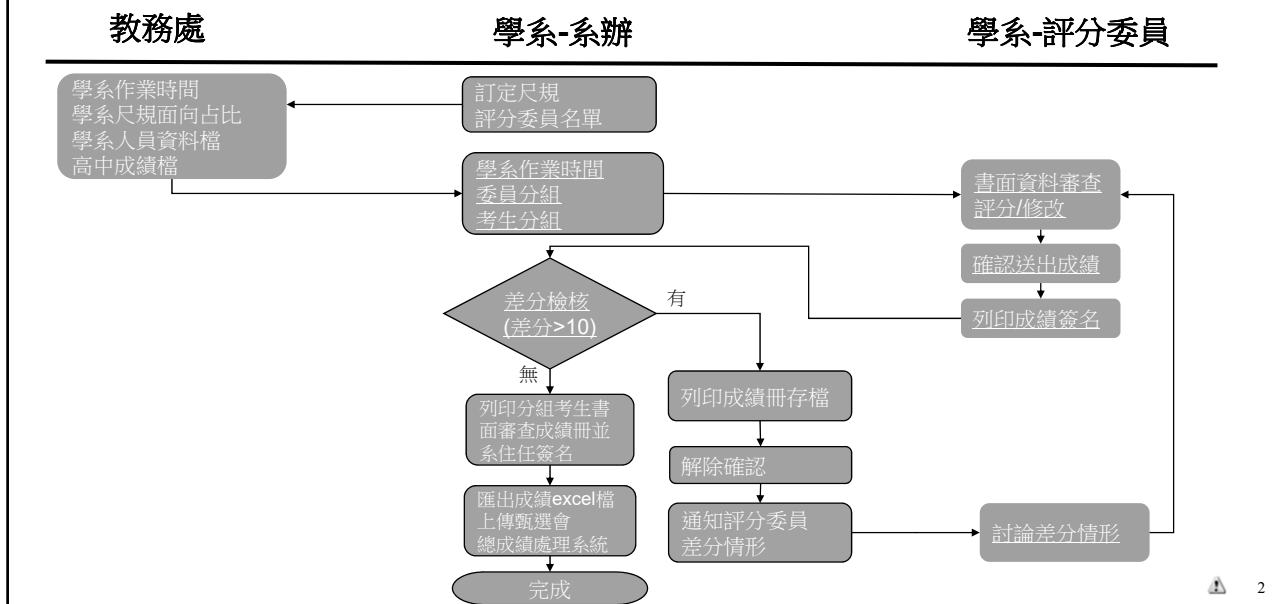 教務處
學系-系辦
學系-評分委員
學系作業時間
學系尺規面向占比
學系人員資料檔
高中成績檔
訂定尺規
評分委員名單
學系作業時間
委員分組
考生分組
書面資料審查
評分/修改
確認送出成績
列印成績簽名
差分檢核
(差分>10)
有
無
列印分組考生書
面審查成績冊並
系住任簽名
匯出成績excel檔
上傳甄選會
總成績處理系統
完成
列印成績冊存檔
解除確認
通知評分委員
差分情形
討論差分情形
2